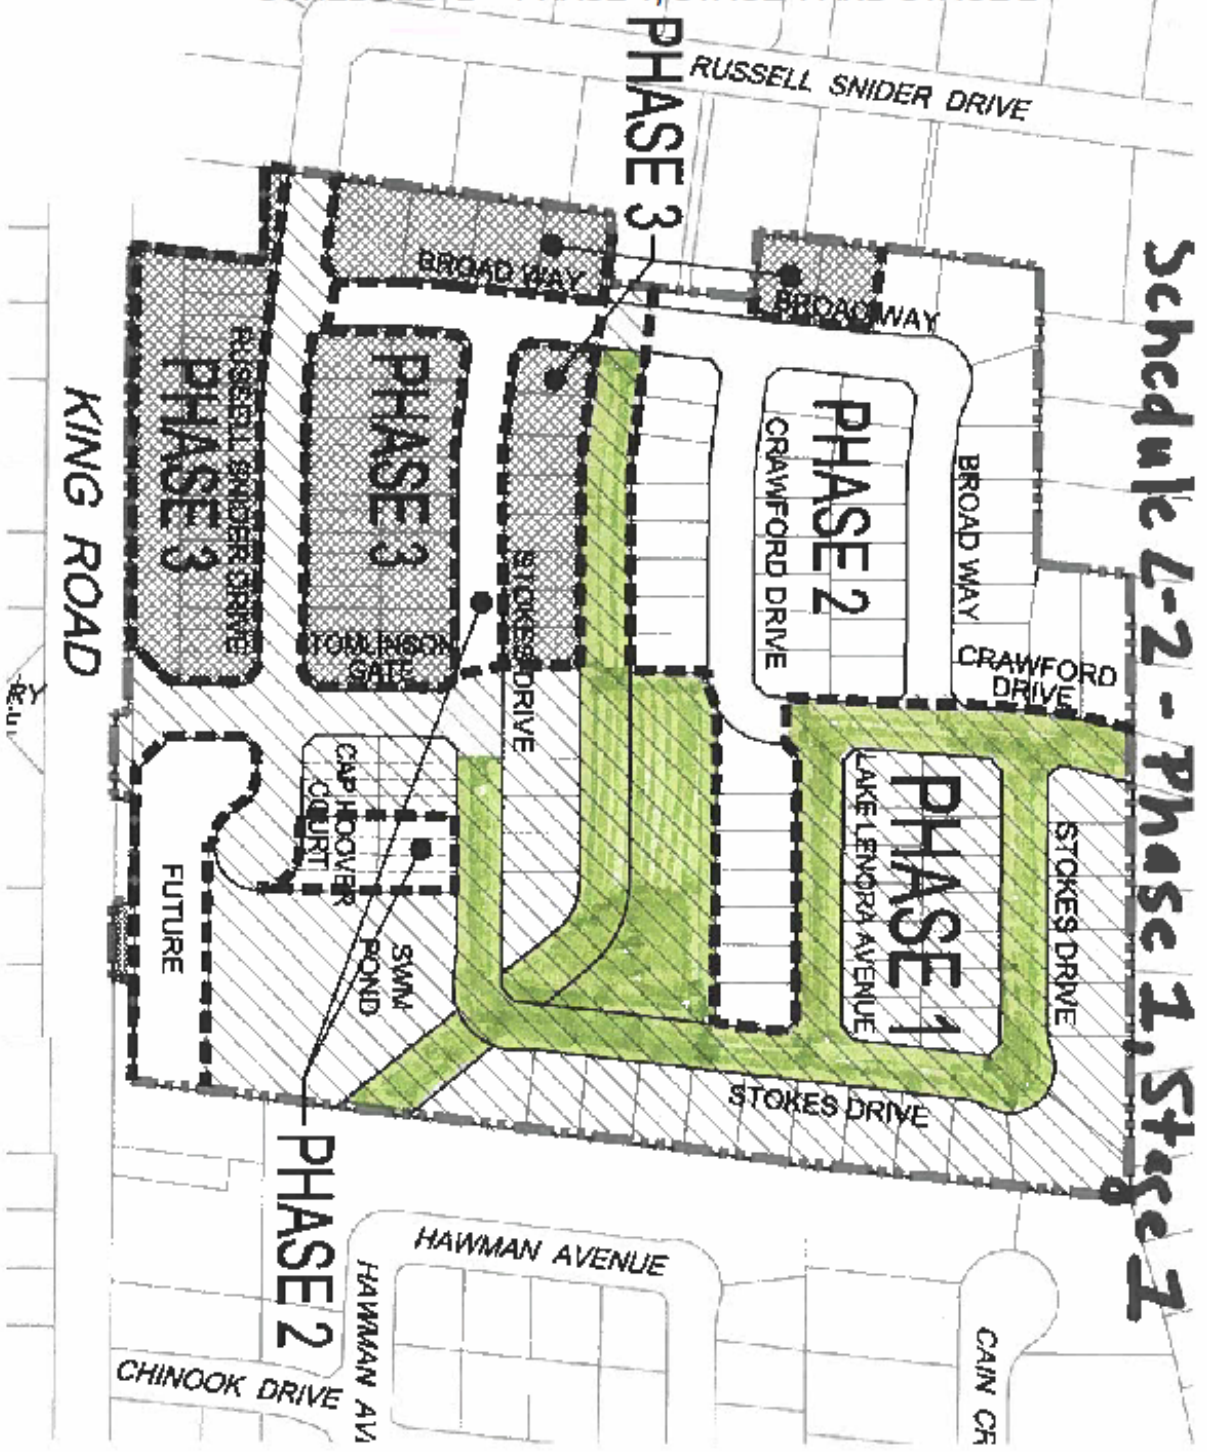 Schedule L-2 - Phase 1, Stage 1
RUSSELL SNIDER DRIVE
PHASE 3
BROAD WAY
BROAD WAY
KING ROAD
PHASE 3
RUSSELL SNIDER DRIVE
PHASE 3
TOMLINSON
GATE
STOKES DRIVE
CRAWFORD DRIVE
PHASE 2
BROAD WAY
CRAWFORD
DRIVE
CAP HOOVER
COURT
FUTURE
SWM
POND
LAKE LENORA AVENUE
PHASE 1
STOKES DRIVE
STOKES DRIVE
PHASE 2
HAWMAN AVENUE
HAWMAN AV
CHINOOK DRIVE
CAIN CR